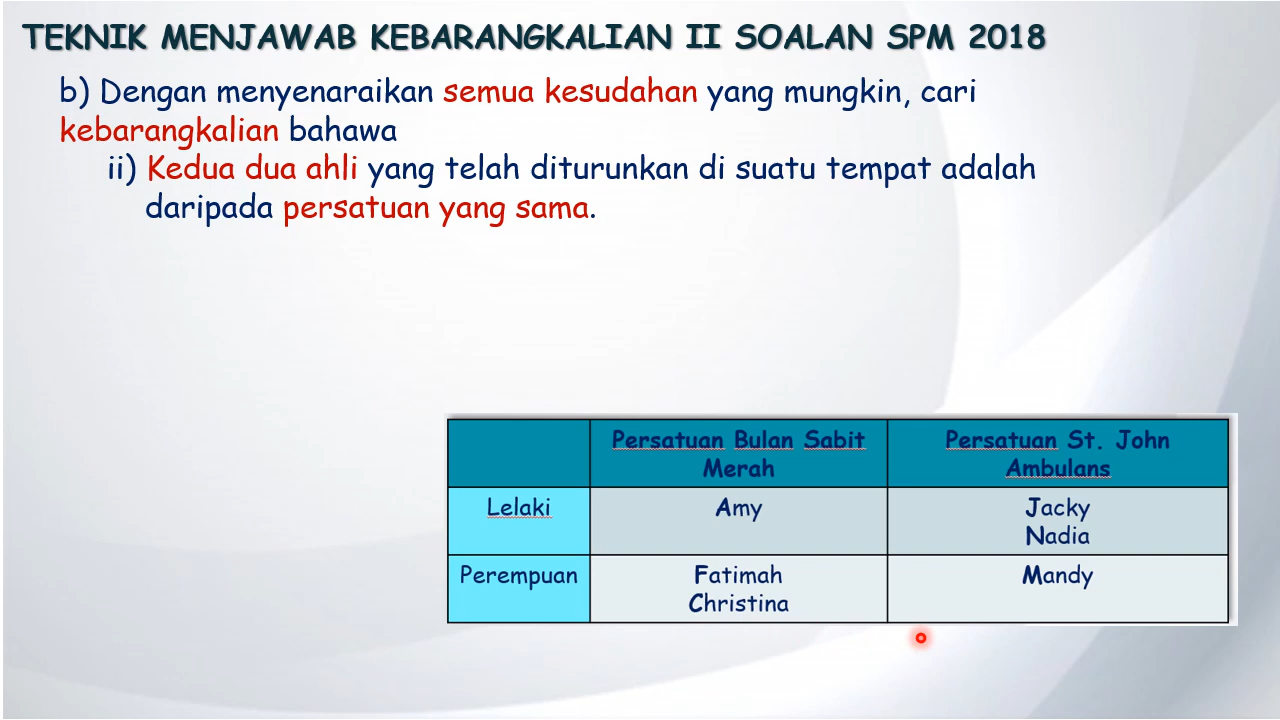 TEKNIK MENJAWAB KEBARANGKALIAN II SOALAN SPM 2018
b) Dengan menyenaraikan semua kesudahan yang mungkin, cari
kebarangkalian bahawa
ii) Kedua dua ahli yang telah diturunkan di suatu tempat adalah
daripada persatuan yang sama.
Persatuan Bulan Sabit
Merah
Persatuan St. John
Ambulans
Lelaki
Amy
Jacky
Nadia
Perempuan
Fatimah
Christina
Mandy